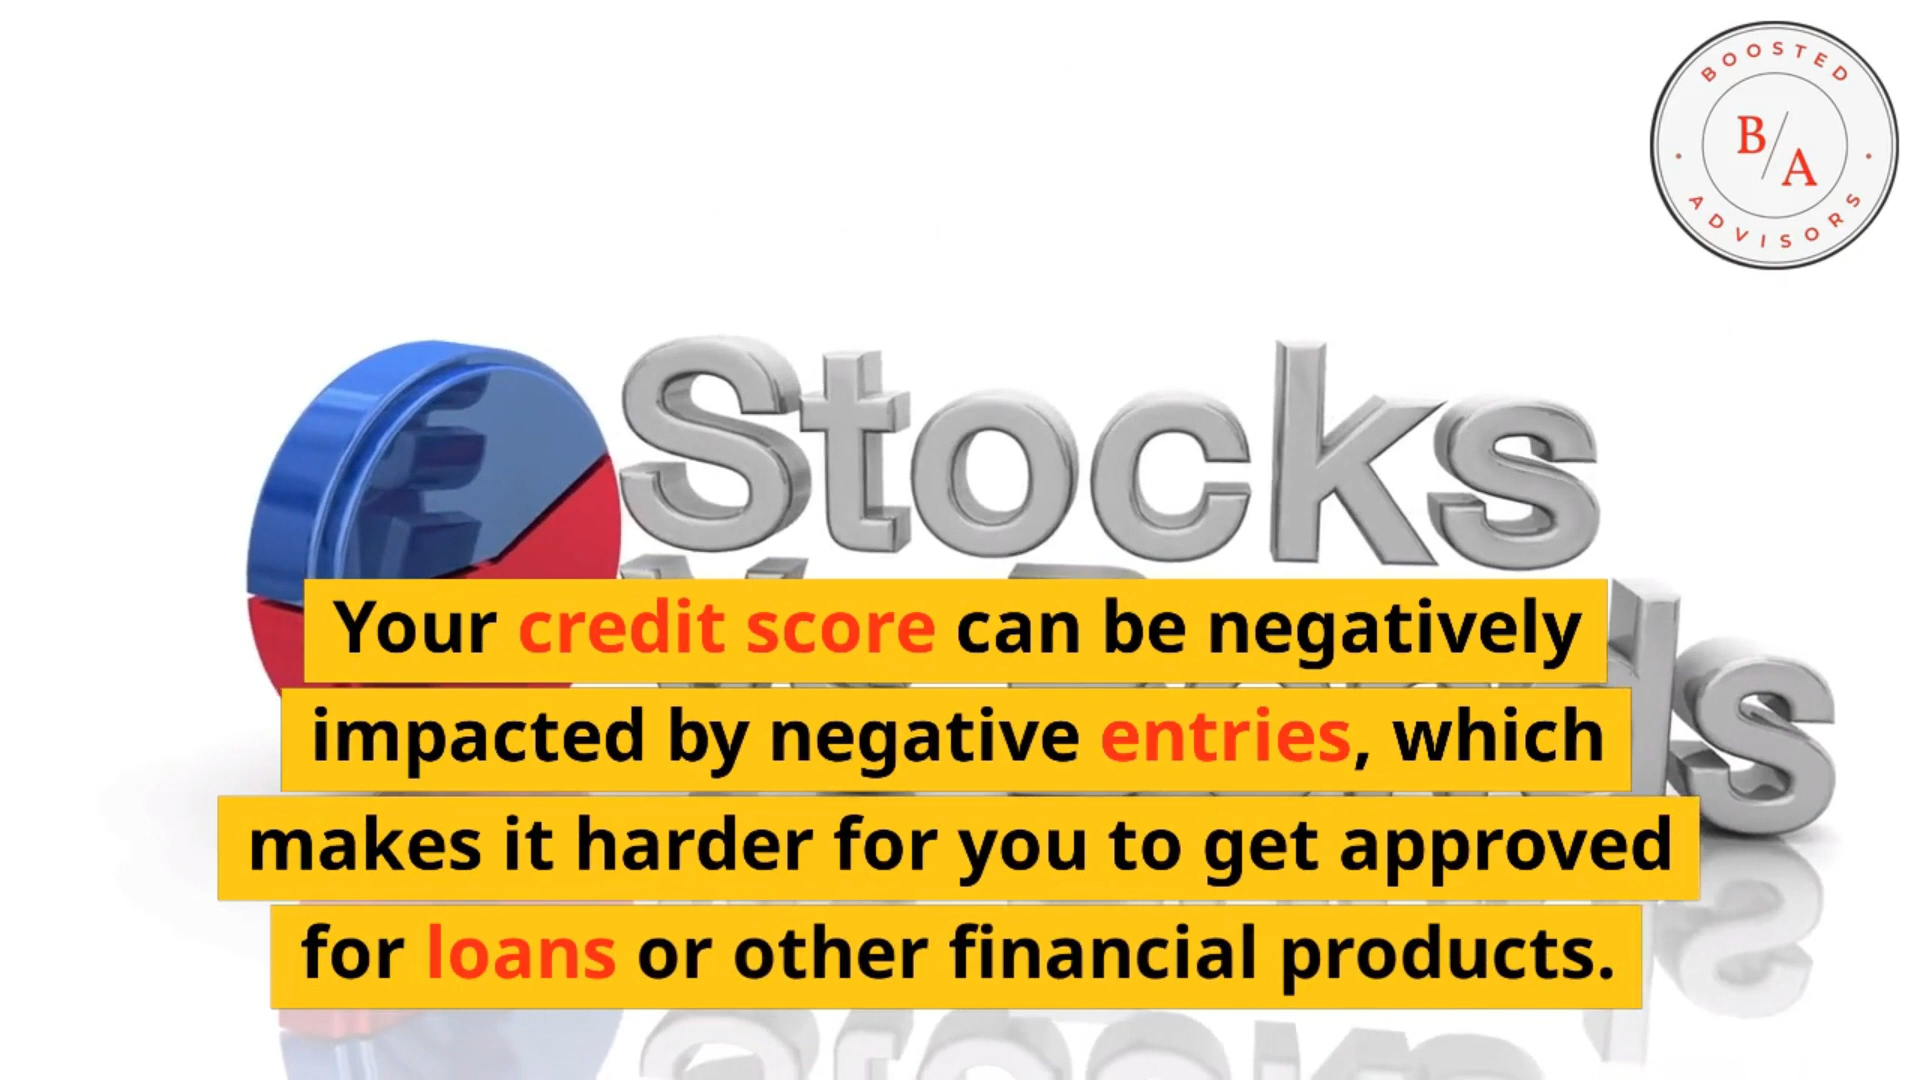 BOOSTED
B/A
ADVISORS
Stocks
Your credit score can be negatively
impacted by negative entries, which
makes it harder for you to get approved
for loans or other financial products.